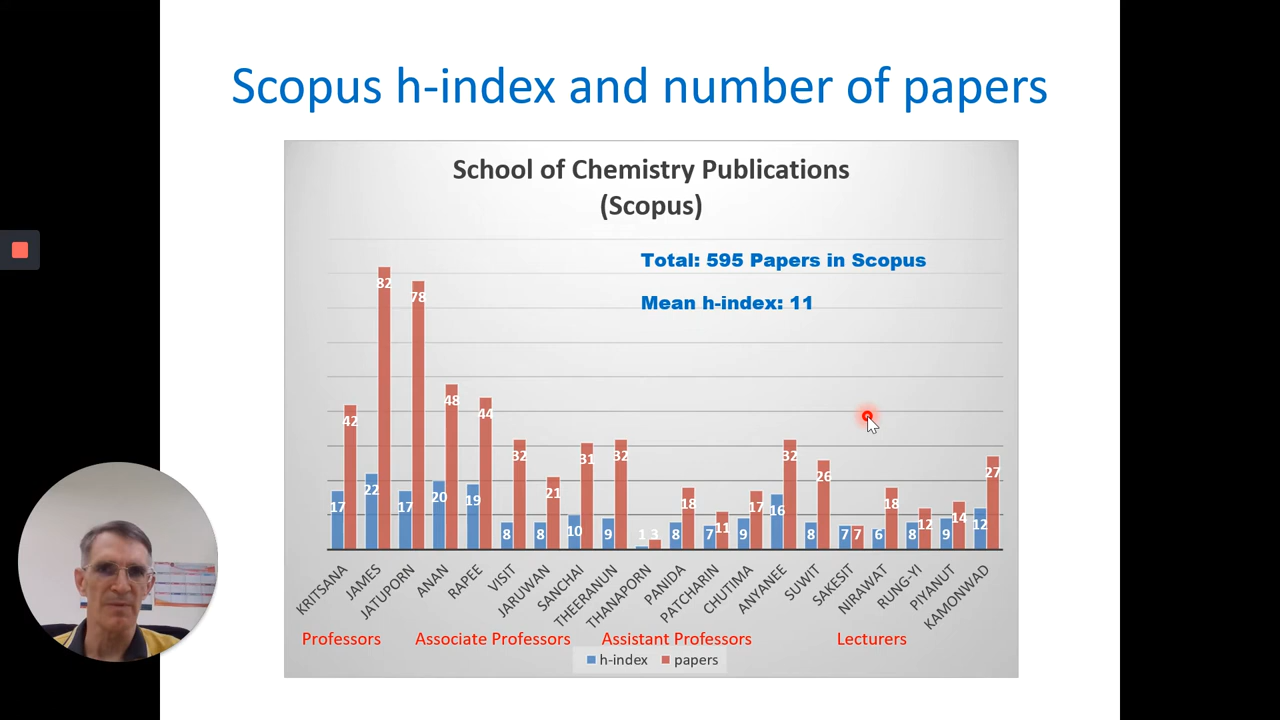 Scopus h-index and number of papers
School of Chemistry Publications
(Scopus)
Total: 595 Papers in Scopus
Mean h-index: 11
17 42 22 82 17 78 20 48 19 44 8 32 8 21 10 31 9 32 1 3 8 18 7 11 9 17 16 32 8 26 7 7 6 18 8 12 9 14 12 27
KRITSANA JAMES JATUPORN ANAN RAPEE VISIT JARUWAN SANCHAI THEERANUN THANAPORN PANIDA PATCHARIN CHUTIMA ANYANEE SUWIT SAKESIT NIRAWAT RUNG-YI PIYANUT KAMONWAD
Professors Associate Professors Assistant Professors Lecturers
h-index papers